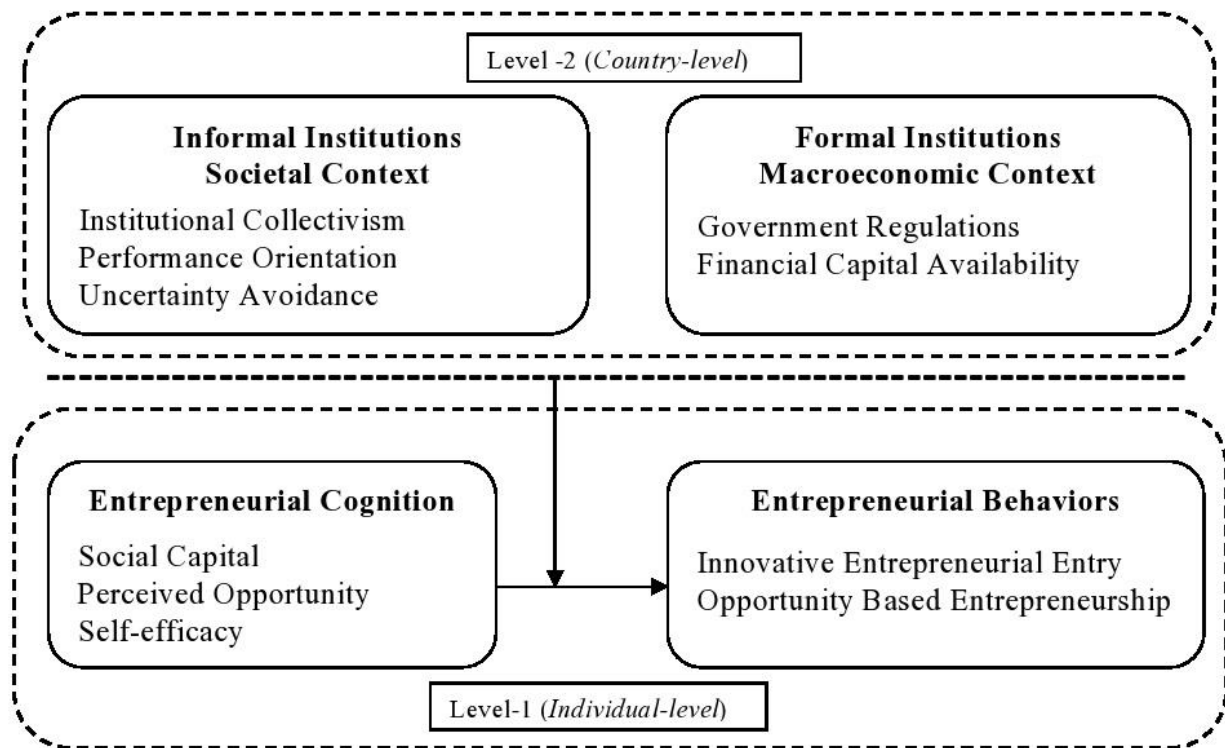 Level -2 (Country-level)
Informal Institutions
Societal Context
Institutional Collectivism
Performance Orientation
Uncertainty Avoidance
Formal Institutions
Macroeconomic Context
Government Regulations
Financial Capital Availability
Entrepreneurial Cognition
Social Capital
Perceived Opportunity
Self-efficacy
Entrepreneurial Behaviors
Innovative Entrepreneurial Entry
Opportunity Based Entrepreneurship
Level-1 (Individual-level)